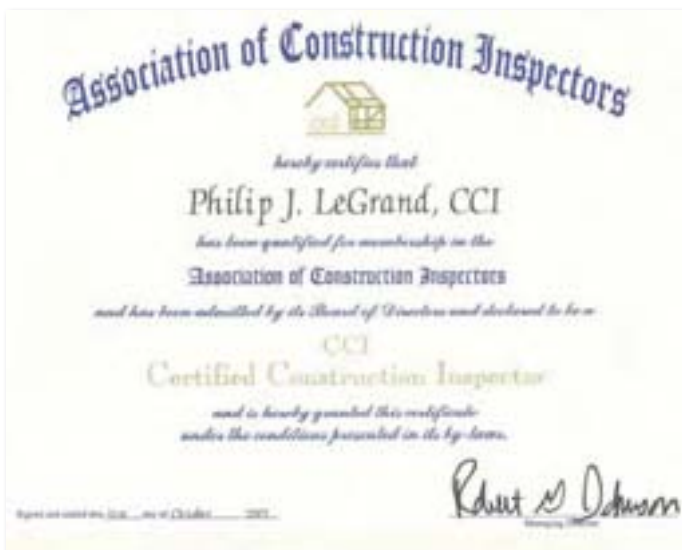 Association of Construction Inspectors
hereby certifies that
Philip J. LeGrand, CCI
has been qualified for membership in the
Association of Construction Inspectors
and has been admitted by its Board of Directors and declared to be a
CCI
Certified Construction Inspector
and is hereby granted this certificate
under the conditions presented in its by-laws.
Robert G Johnson
Managing Director